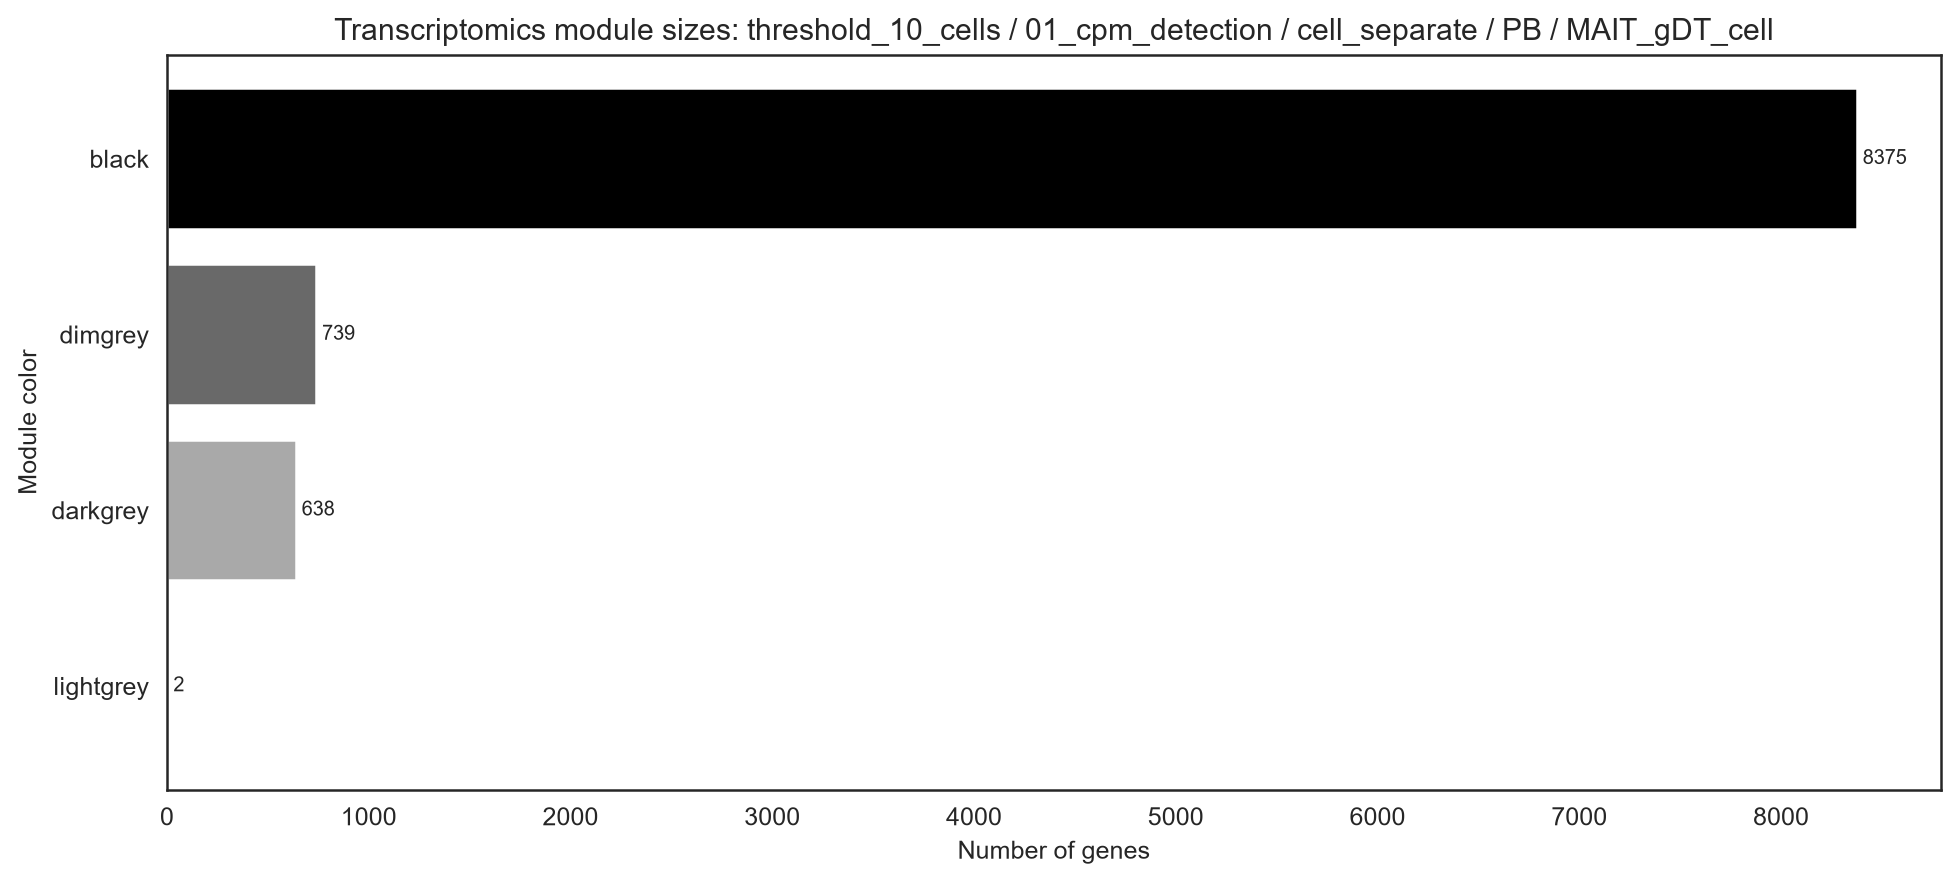 Transcriptomics module sizes: threshold_10_cells / 01_cpm_detection / cell_separate / PB / MAIT_gDT_cell
black
8375
dimgrey
739
darkgrey
638
lightgrey
2
Module color
0 1000 2000 3000 4000 5000 6000 7000 8000
Number of genes